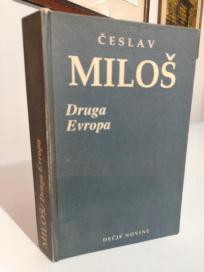 ČESLAV
MILOŠ
Druga
Evropa
DEČJE NOVINE
MILOŠ/Druga Evropa